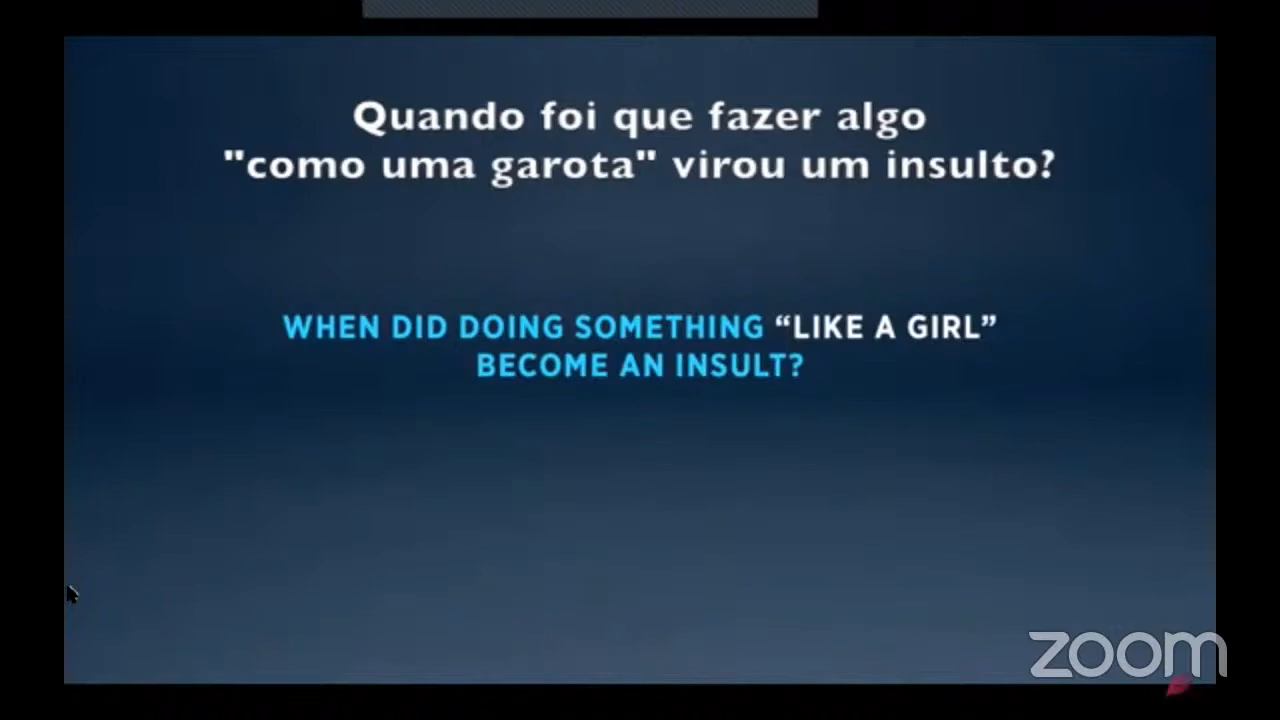 Quando foi que fazer algo
"como uma garota" virou um insulto?
WHEN DID DOING SOMETHING “LIKE A GIRL”
BECOME AN INSULT?
zoom